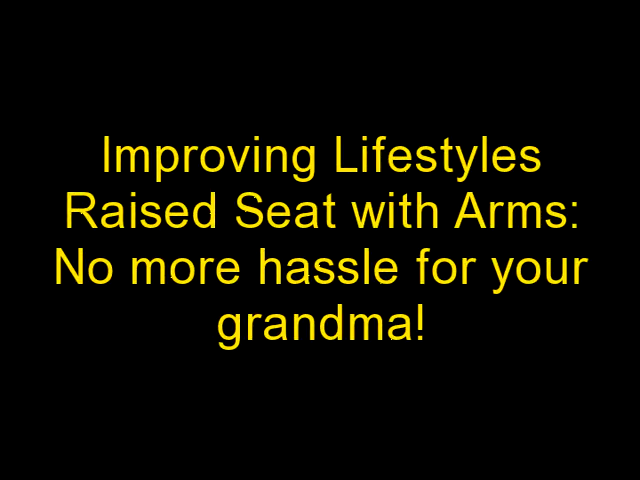 Improving Lifestyles
Raised Seat with Arms:
No more hassle for your
grandma!